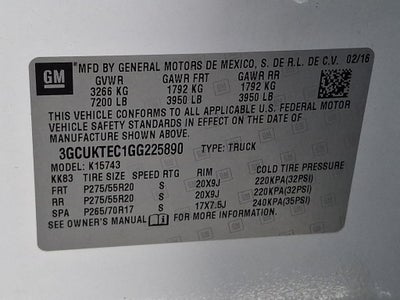 GM
*MFD BY GENERAL MOTORS DE MEXICO, S. DE R.L. DE C.V. 02/16
GVWR GAWR FRT GAWR RR
3266 KG 1792 KG 1792 KG
7200 LB 3950 LB 3950 LB
THIS VEHICLE CONFORMS TO ALL APPLICABLE U.S. FEDERAL MOTOR
VEHICLE SAFETY STANDARDS IN EFFECT ON THE DATE OF
MANUFACTURE SHOWN ABOVE.
3GCUKTEC1GG225890 TYPE: TRUCK
MODEL: K15743
KK83 TIRE SIZE SPEED RTG RIM COLD TIRE PRESSURE
FRT P275/55R20 S 20X9J 220KPA(32PSI)
RR P275/55R20 S 20X9J 220KPA(32PSI)
SPA P265/70R17 S 17X7.5J 240KPA(35PSI)
SEE OWNER'S MANUAL